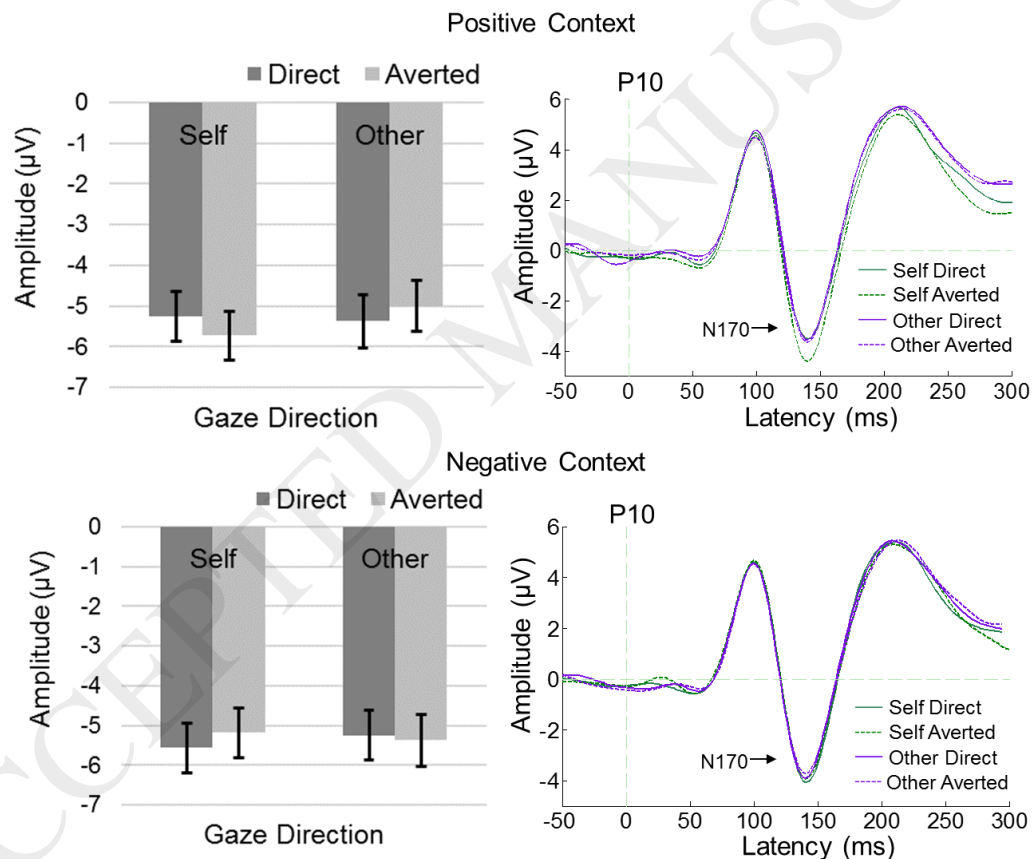 Positive Context
Direct Averted
Self Other
Amplitude (µV)
0
-1
-2
-3
-4
-5
-6
-7
Gaze Direction
P10
Amplitude (µV)
6
4
2
0
-2
-4
N170
Self Direct
Self Averted
Other Direct
Other Averted
-50 0 50 100 150 200 250 300
Latency (ms)
Negative Context
Direct Averted
Self Other
Amplitude (µV)
0
-1
-2
-3
-4
-5
-6
-7
Gaze Direction
P10
Amplitude (µV)
6
4
2
0
-2
-4
N170
Self Direct
Self Averted
Other Direct
Other Averted
-50 0 50 100 150 200 250 300
Latency (ms)
CCEPTED MANUSC